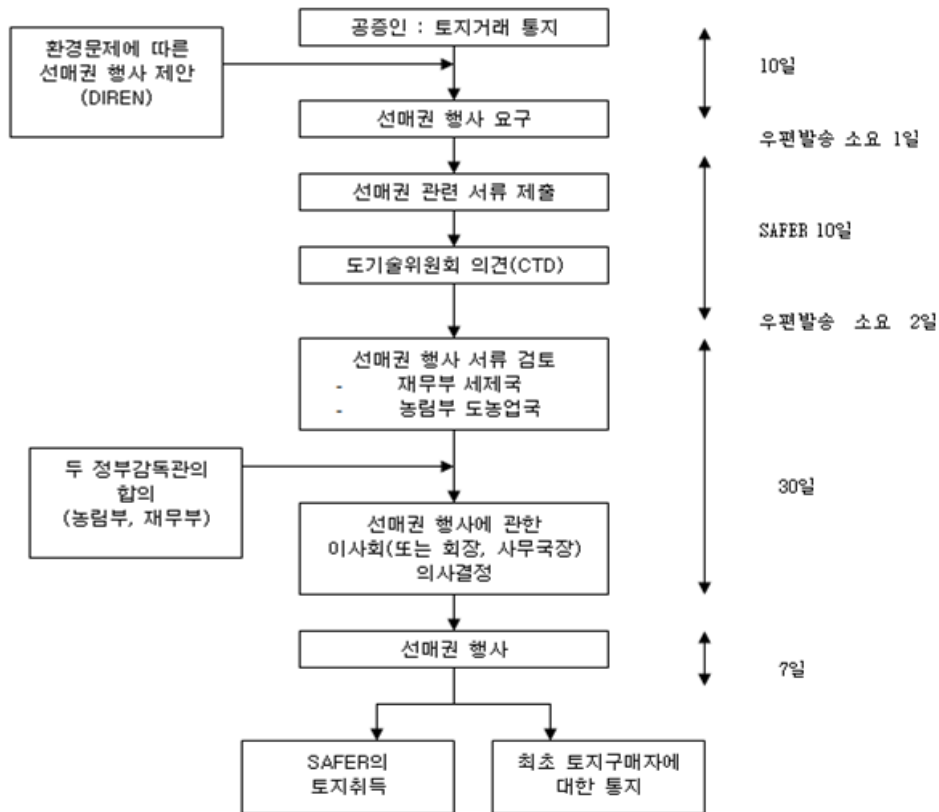 공증인 : 토지거래 통지
환경문제에 따른
선매권 행사 제안
(DIREN)
10일
선매권 행사 요구
우편발송 소요 1일
선매권 관련 서류 제출
SAFER 10일
도기술위원회 의견(CTD)
우편발송 소요 2일
선매권 행사 서류 검토
- 재무부 세제국
- 농림부 도농업국
두 정부감독관의
합의
(농림부, 재무부)
30일
선매권 행사에 관한
이사회(또는 회장, 사무국장)
의사결정
선매권 행사
7일
SAFER의
토지취득
최초 토지구매자에
대한 통지